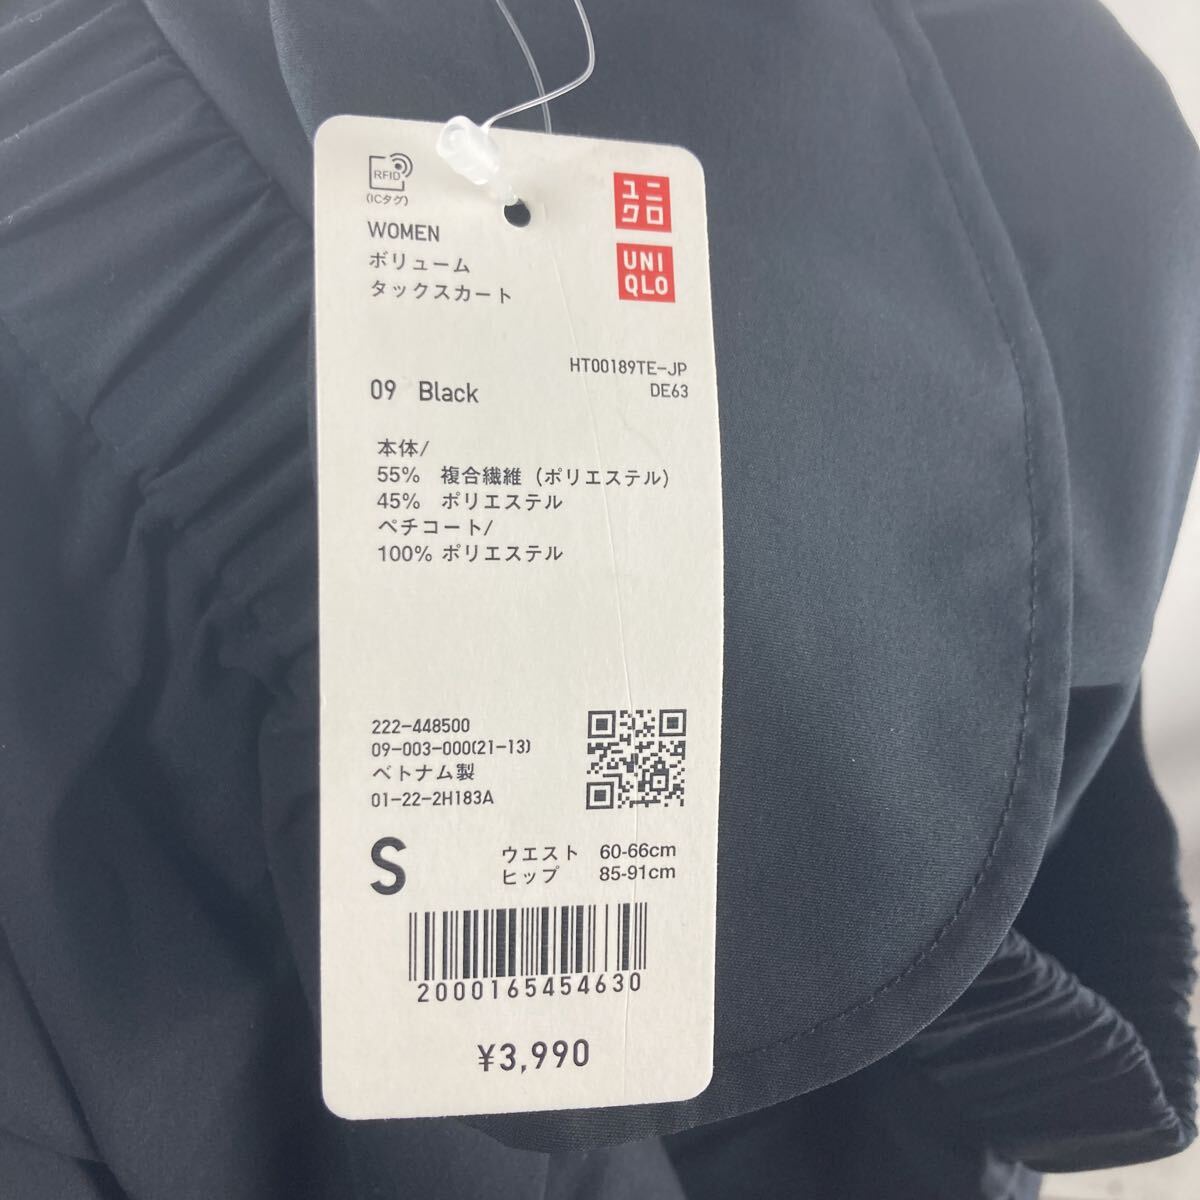 RFID
(ICタグ)
WOMEN
ボリューム
タックスカート
ユニ
クロ
UNI
QLO
HT00189TE-JP
DE63
09 Black
本体/
55% 複合繊維(ポリエステル)
45% ポリエステル
ペチコート/
100% ポリエステル
222-448500
09-003-000(21-13)
ベトナム製
01-22-2H183A
S
ウエスト 60-66cm
ヒップ 85-91cm
2000165454630
¥3,990